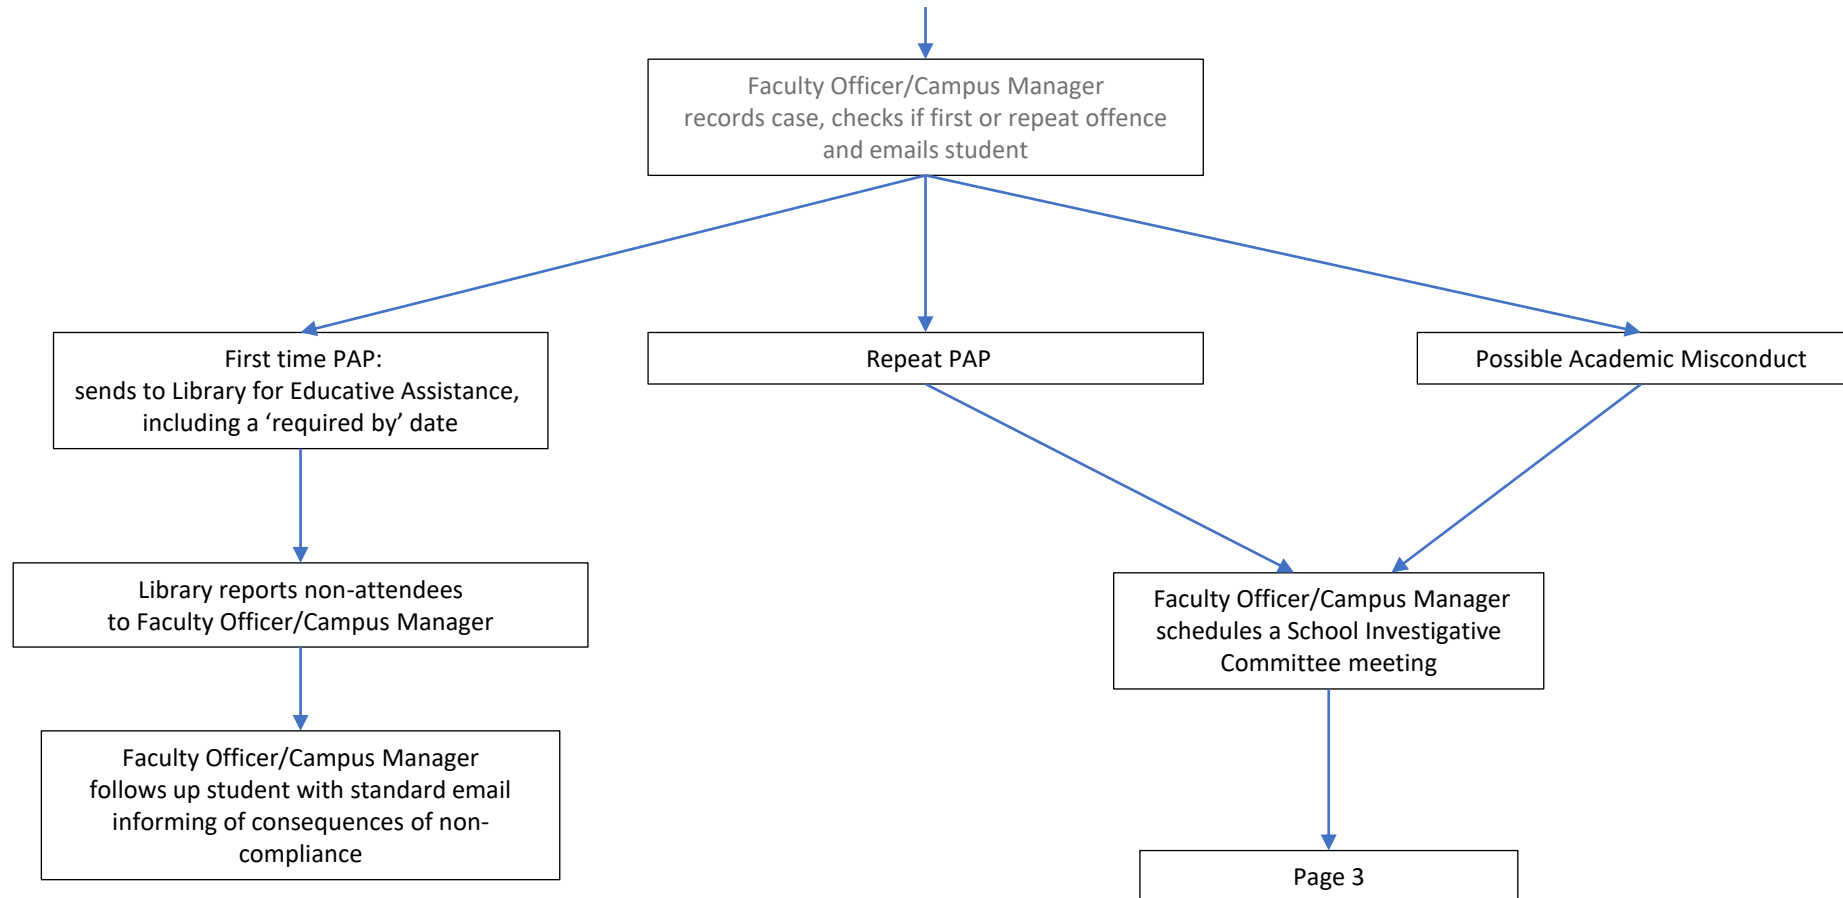 Faculty Officer/Campus Manager
records case, checks if first or repeat offence
and emails student
First time PAP:
sends to Library for Educative Assistance,
including a ‘required by’ date
Repeat PAP
Possible Academic Misconduct
Library reports non-attendees
to Faculty Officer/Campus Manager
Faculty Officer/Campus Manager
schedules a School Investigative
Committee meeting
Faculty Officer/Campus Manager
follows up student with standard email
informing of consequences of non-
compliance
Page 3